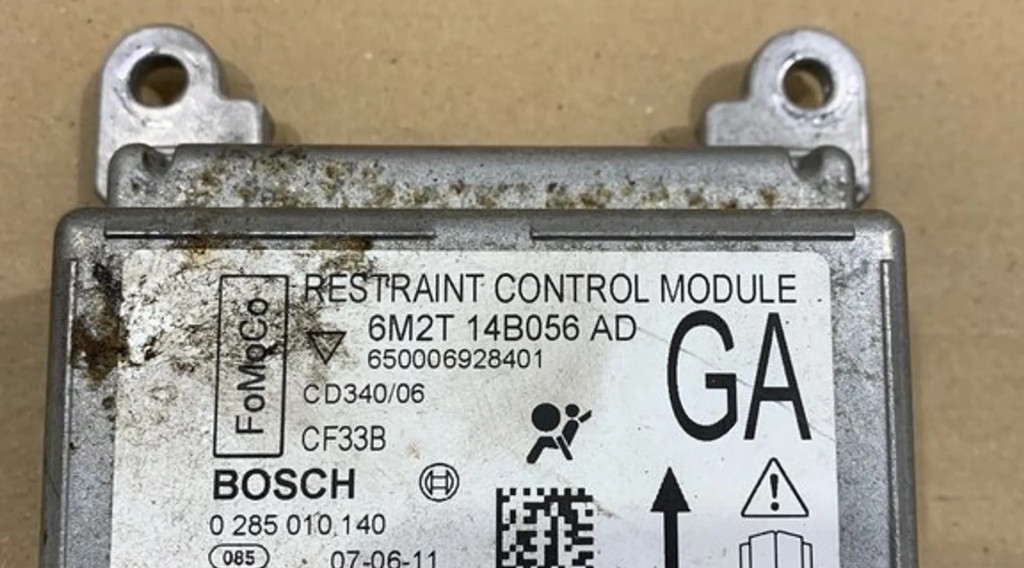 RESTRAINT CONTROL MODULE
FoMoCo
6M2T 14B056 AD
GA
650006928401
CD340/06
CF33B
BOSCH
0 285 010 140
085
07-06-11